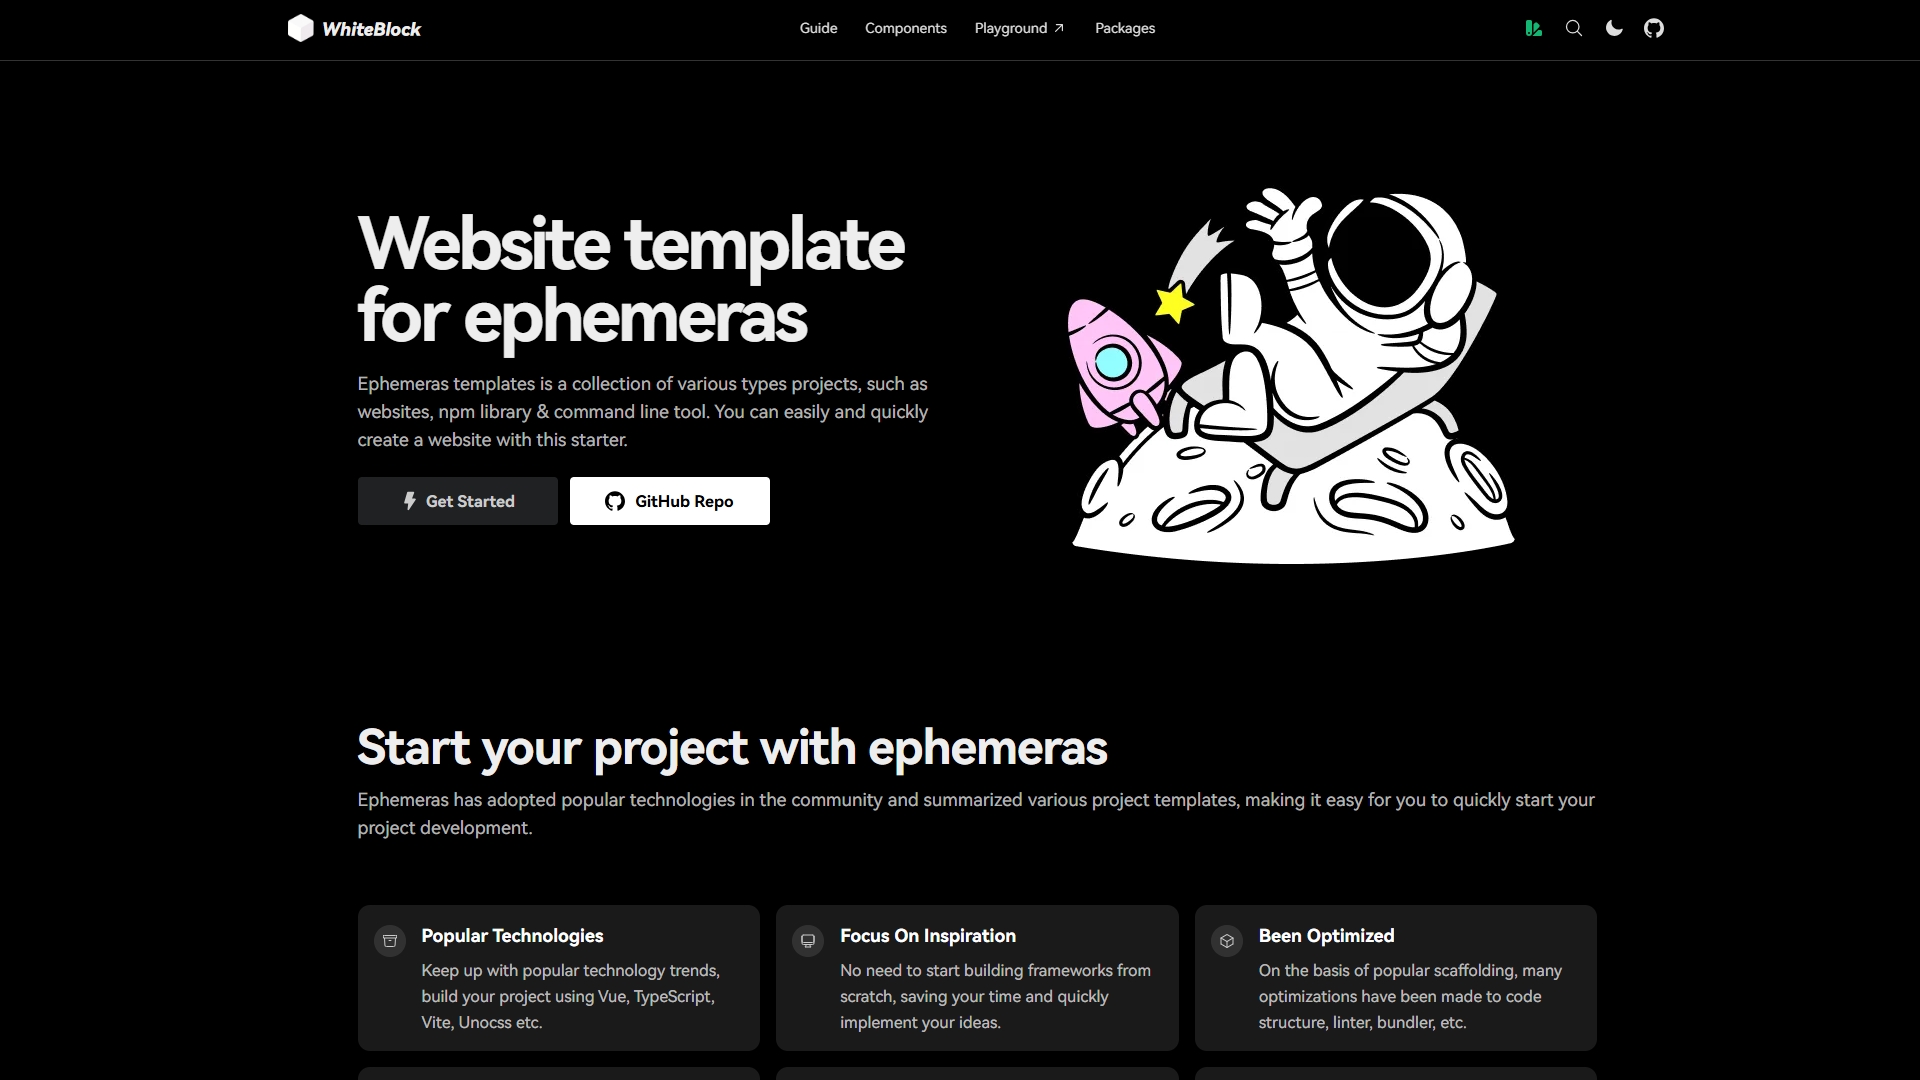 WhiteBlock
Guide
Components
Playground
Packages
Website template
for ephemeras
Ephemeras templates is a collection of various types projects, such as
websites, npm library & command line tool. You can easily and quickly
create a website with this starter.
Get Started
GitHub Repo
Start your project with ephemeras
Ephemeras has adopted popular technologies in the community and summarized various project templates, making it easy for you to quickly start your
project development.
Popular Technologies
Keep up with popular technology trends,
build your project using Vue, TypeScript,
Vite, Unocss etc.
Focus On Inspiration
No need to start building frameworks from
scratch, saving your time and quickly
implement your ideas.
Been Optimized
On the basis of popular scaffolding, many
optimizations have been made to code
structure, linter, bundler, etc.